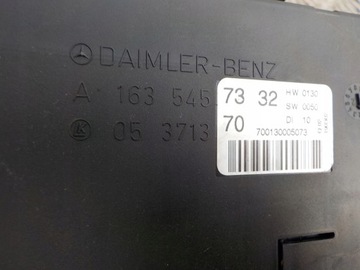 DAIMLER-BENZ
A 163 545 73 32 HW 0130
SW 0050
05 3713 70 DI 10
700130005073